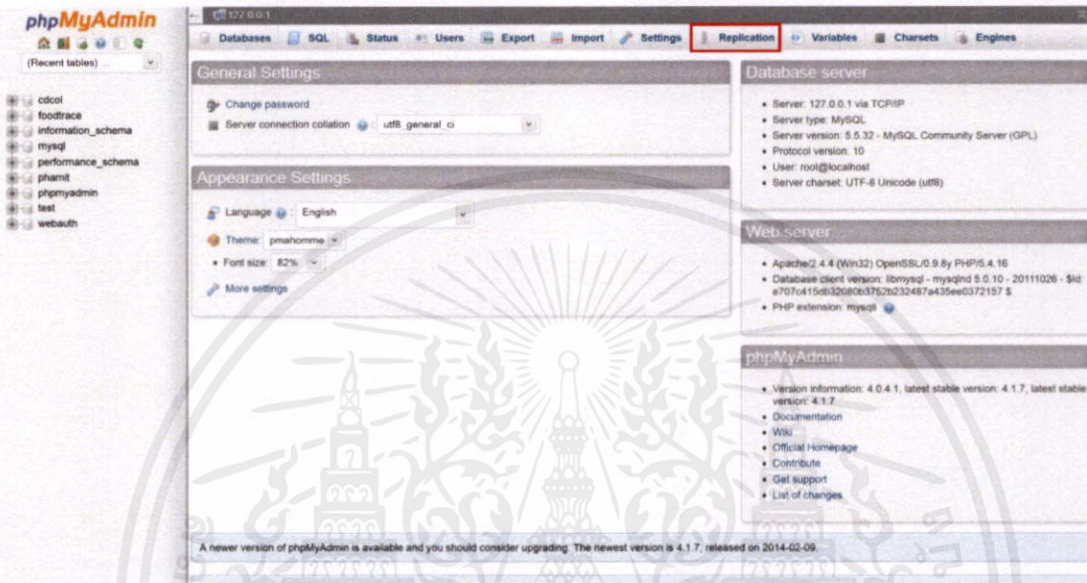 phpMyAdmin
(Recent tables) ...
cdcol
foodtrace
information_schema
mysql
performance_schema
phamit
phpmyadmin
test
webauth
127.0.0.1
Databases SQL Status Users Export Import Settings Replication Variables Charsets Engines
General Settings
Change password
Server connection collation : utf8_general_ci
Appearance Settings
Language : English
Theme: pmahomme
• Font size: 82%
More settings
Database server
• Server: 127.0.0.1 via TCP/IP
• Server type: MySQL
• Server version: 5.5.32 - MySQL Community Server (GPL)
• Protocol version: 10
• User: root@localhost
• Server charset: UTF-8 Unicode (utf8)
Web server
• Apache/2.4.4 (Win32) OpenSSL/0.9.8y PHP/5.4.16
• Database client version: libmysql - mysqlnd 5.0.10 - 20111026 - $Id:
e707c415db32080b3752b232487a435ee0372157 $
• PHP extension: mysqli
phpMyAdmin
• Version information: 4.0.4.1, latest stable version: 4.1.7, latest stable
version: 4.1.7
• Documentation
• Wiki
• Official Homepage
• Contribute
• Get support
• List of changes
A newer version of phpMyAdmin is available and you should consider upgrading. The newest version is 4.1.7, released on 2014-02-09.